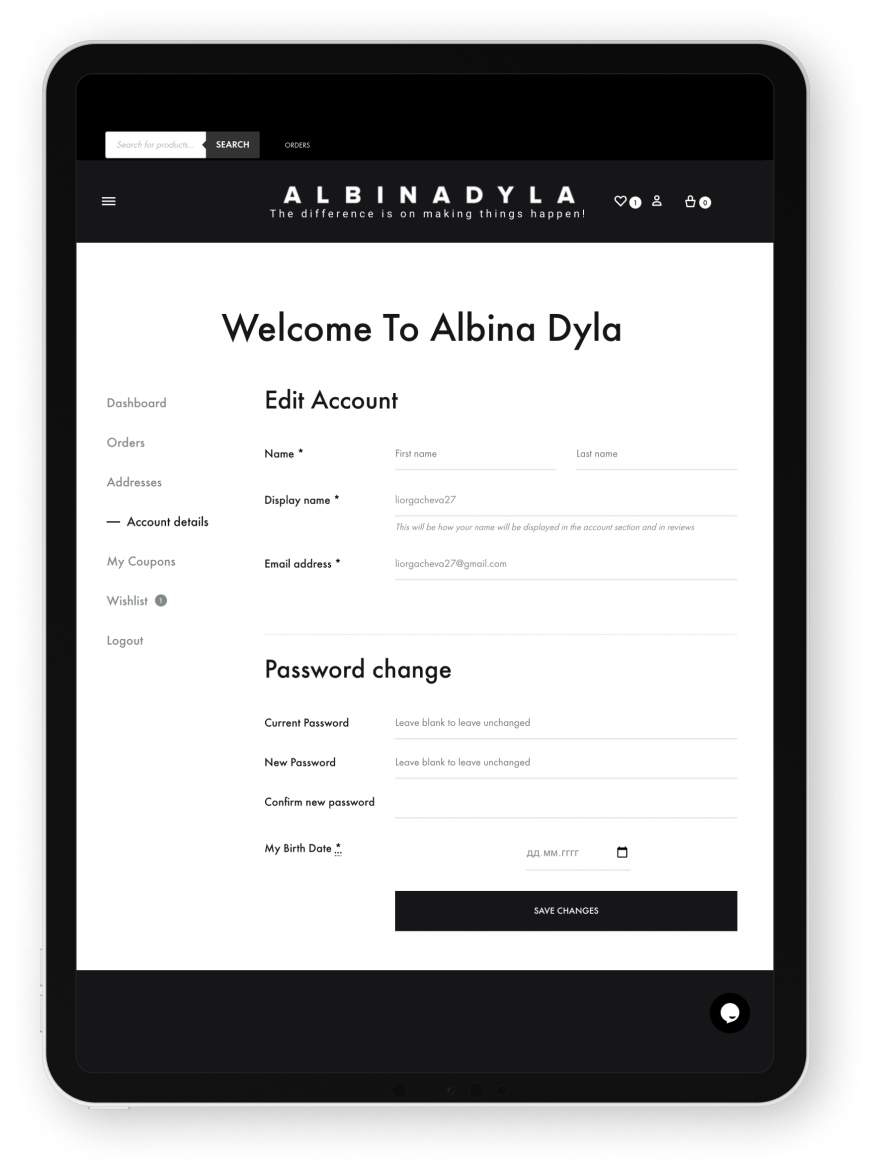 Search for products...
SEARCH
ORDERS
ALBINADYLA
The difference is on making things happen!
1
0
Welcome To Albina Dyla
Dashboard
Orders
Addresses
Account details
My Coupons
Wishlist 1
Logout
Edit Account
Name *
First name
Last name
Display name *
liorgacheva27
This will be how your name will be displayed in the account section and in reviews
Email address *
liorgacheva27@gmail.com
Password change
Current Password
Leave blank to leave unchanged
New Password
Leave blank to leave unchanged
Confirm new password
My Birth Date *
дд.мм.гггг
SAVE CHANGES